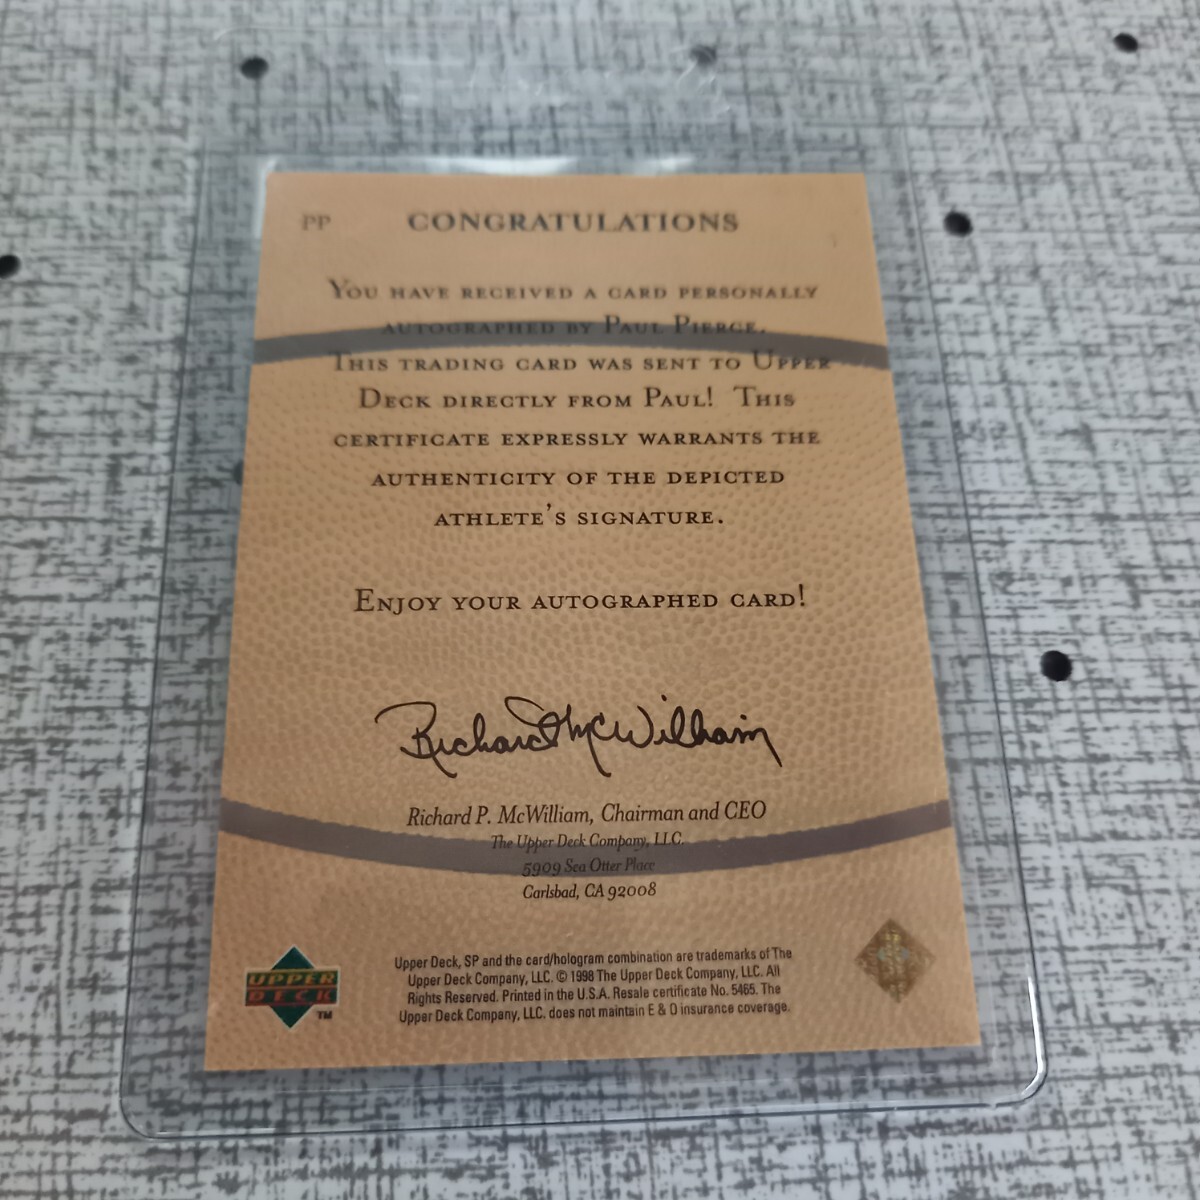 PP
CONGRATULATIONS
YOU HAVE RECEIVED A CARD PERSONALLY
AUTOGRAPHED BY PAUL PIERCE.
THIS TRADING CARD WAS SENT TO UPPER
DECK DIRECTLY FROM PAUL! THIS
CERTIFICATE EXPRESSLY WARRANTS THE
AUTHENTICITY OF THE DEPICTED
ATHLETE'S SIGNATURE.
ENJOY YOUR AUTOGRAPHED CARD!
Richard McWilliam
Richard P. McWilliam, Chairman and CEO
The Upper Deck Company, LLC.
5909 Sea Otter Place
Carlsbad, CA 92008
Upper Deck, SP and the card/hologram combination are trademarks of The
Upper Deck Company, LLC. © 1998 The Upper Deck Company, LLC. All
Rights Reserved. Printed in the U.S.A. Resale certificate No. 5465. The
Upper Deck Company, LLC. does not maintain E & O insurance coverage.
UPPER
DECK
TM